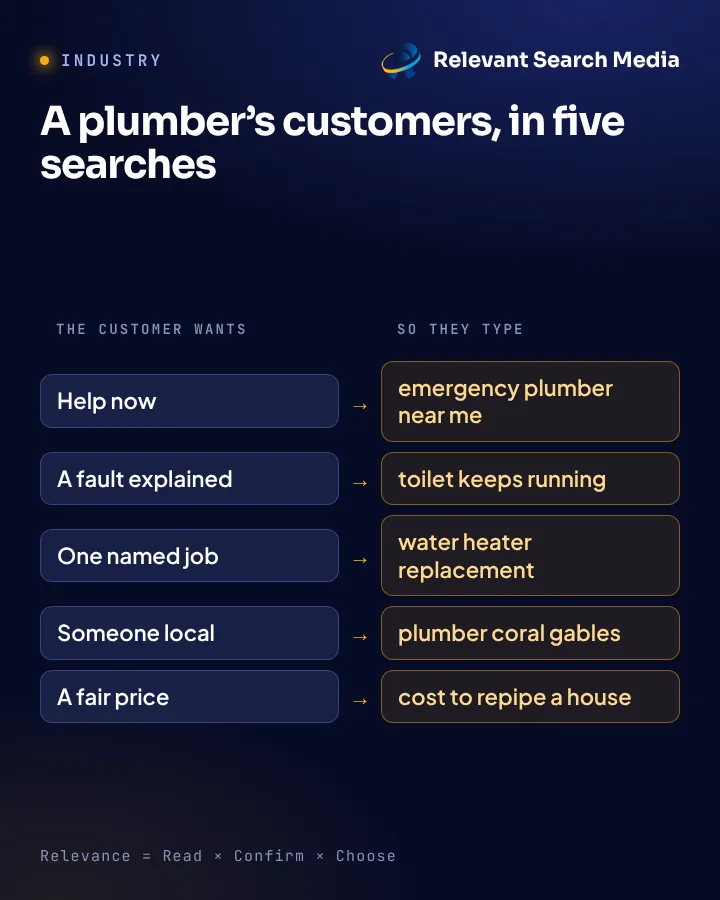 INDUSTRY
Relevant Search Media
A plumber’s customers, in five
searches
THE CUSTOMER WANTS
SO THEY TYPE
Help now
→
emergency plumber
near me
A fault explained
→
toilet keeps running
One named job
→
water heater
replacement
Someone local
→
plumber coral gables
A fair price
→
cost to repipe a house
Relevance = Read × Confirm × Choose